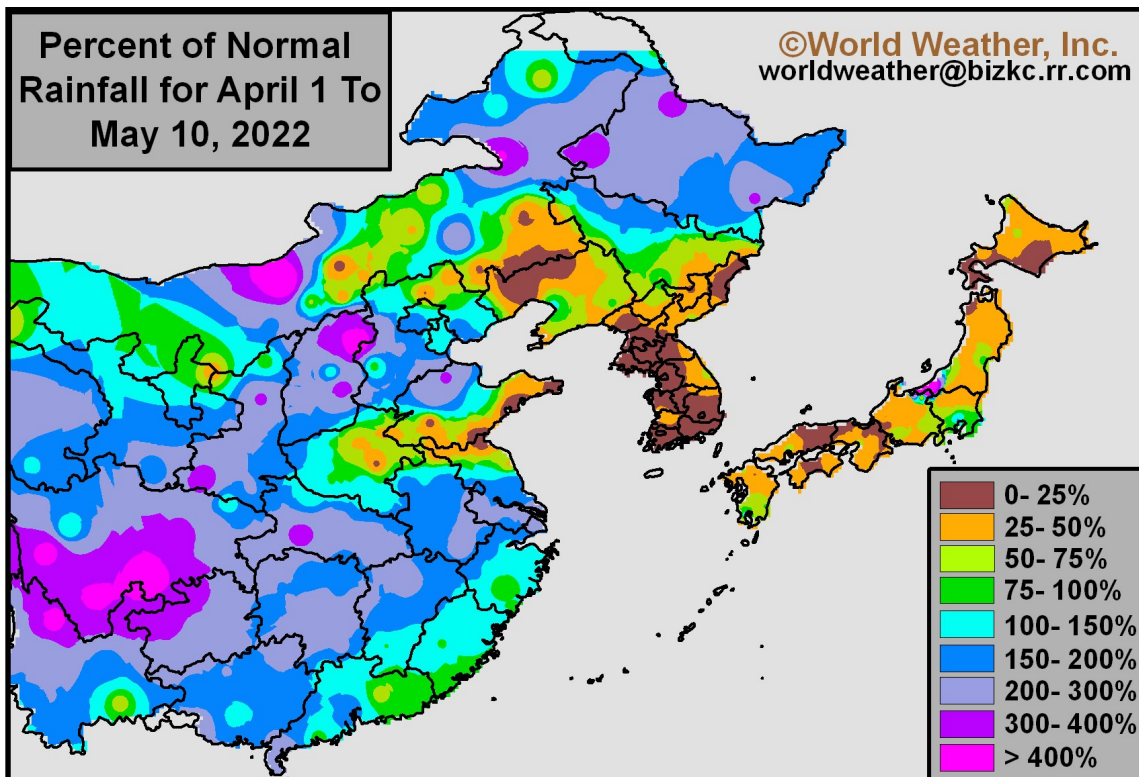 Percent of Normal
Rainfall for April 1 To
May 10, 2022
©World Weather, Inc.
worldweather@bizkc.rr.com
0- 25%
25- 50%
50- 75%
75- 100%
100- 150%
150- 200%
200- 300%
300- 400%
> 400%